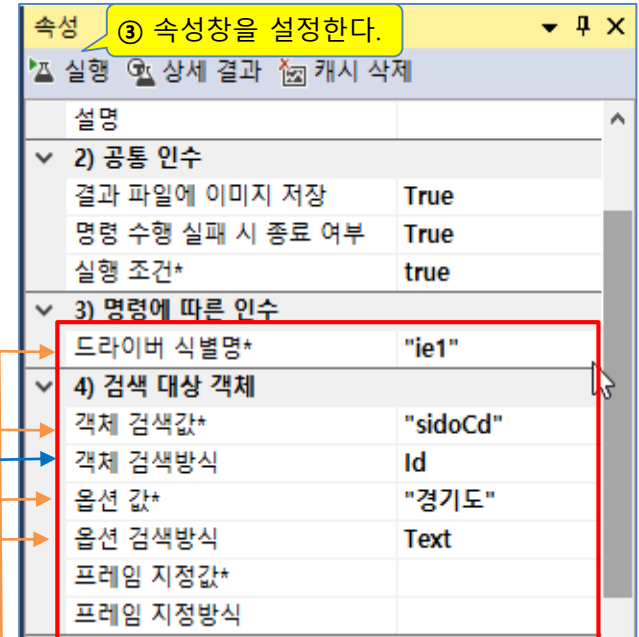 속성
③ 속성창을 설정한다.
실행 상세 결과 캐시 삭제
설명
2) 공통 인수
결과 파일에 이미지 저장 True
명령 수행 실패 시 종료 여부 True
실행 조건* true
3) 명령에 따른 인수
드라이버 식별명* "ie1"
4) 검색 대상 객체
객체 검색값* "sidoCd"
객체 검색방식 Id
옵션 값* "경기도"
옵션 검색방식 Text
프레임 지정값*
프레임 지정방식